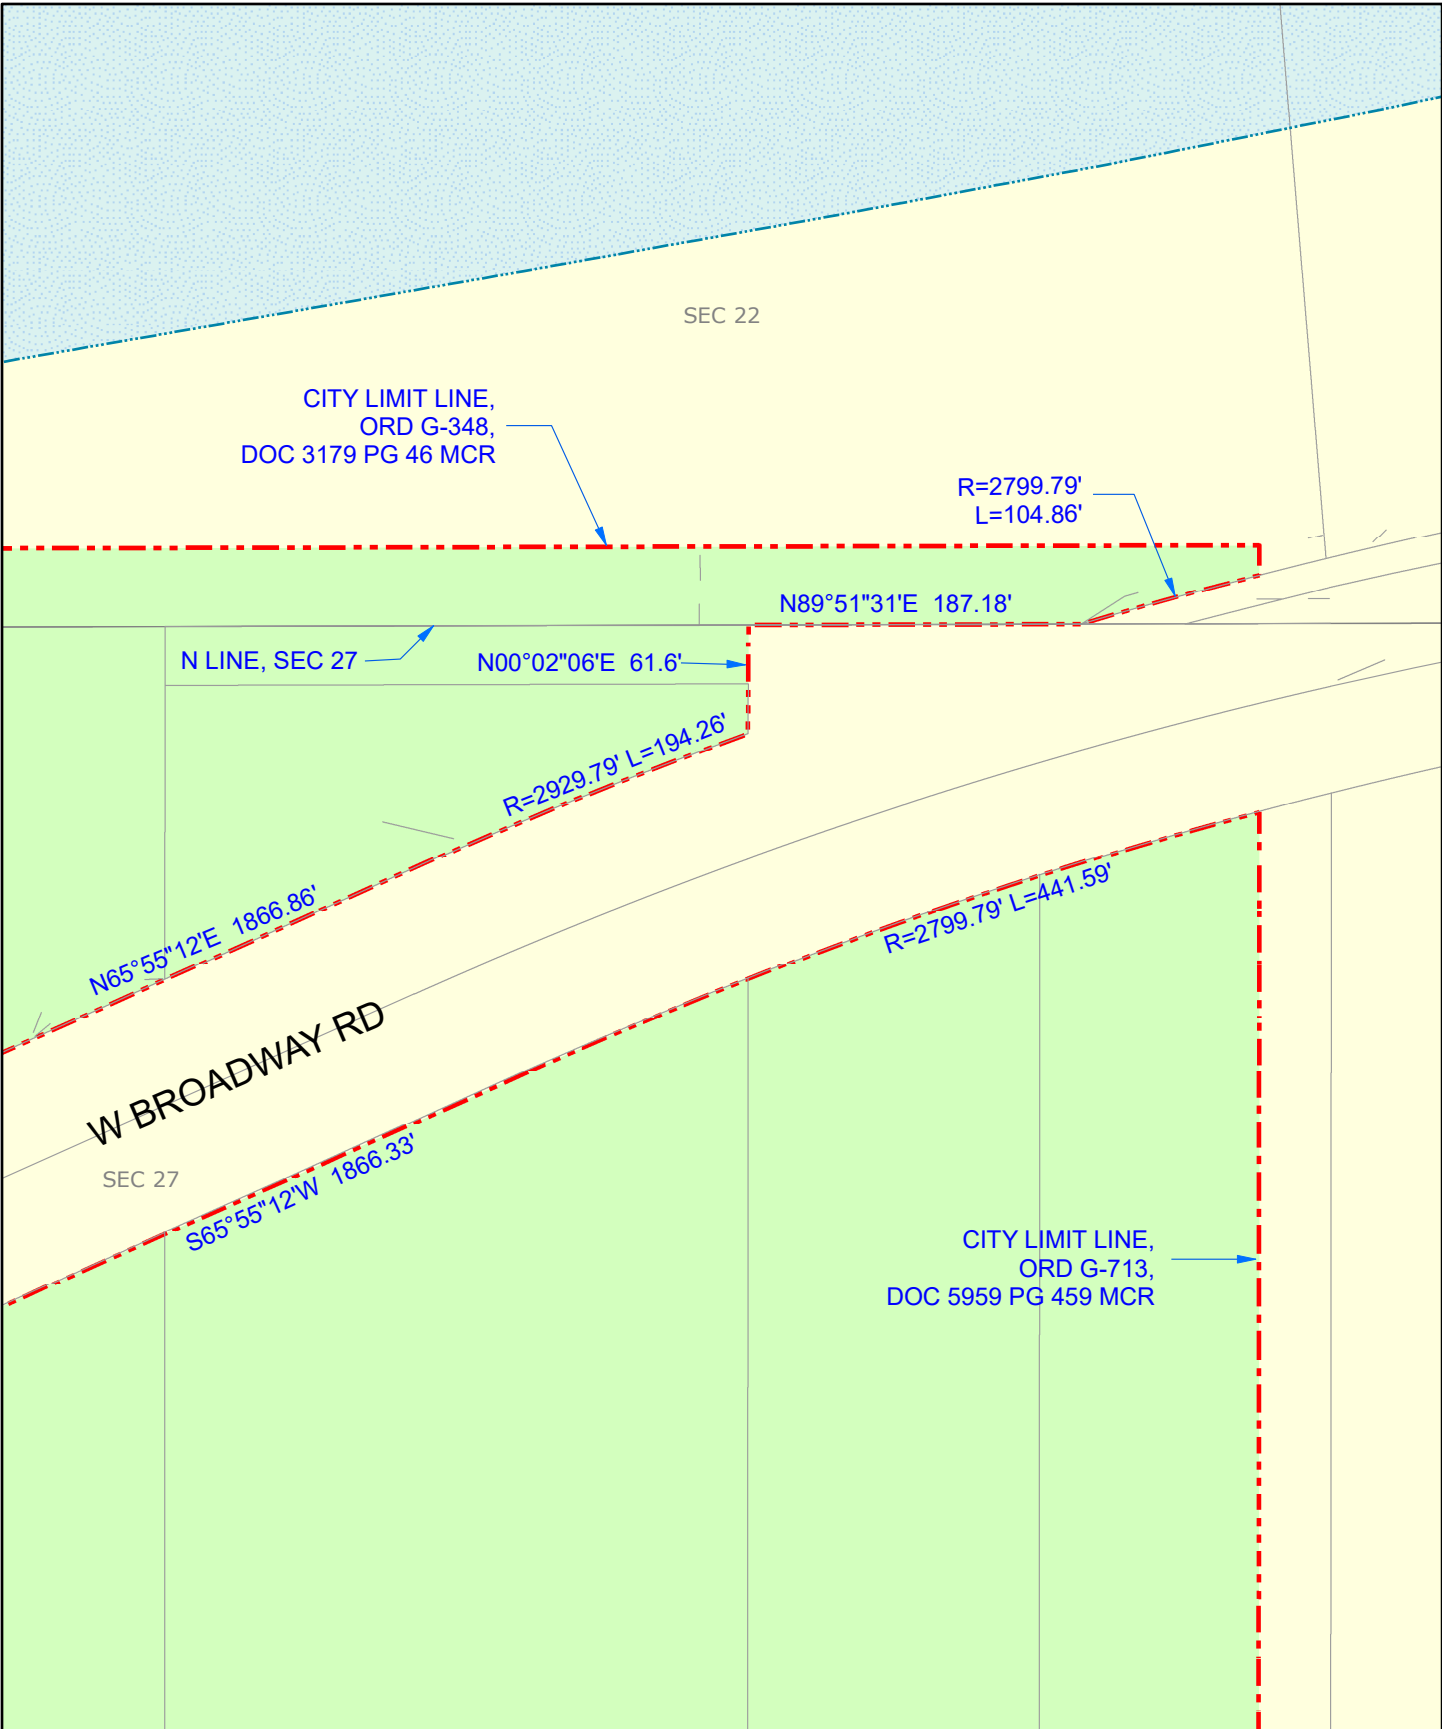 SEC 22
CITY LIMIT LINE,
ORD G-348,
DOC 3179 PG 46 MCR
R=2799.79'
L=104.86'
N89°51"31'E 187.18'
N LINE, SEC 27
N00°02"06'E 61.6'
R=2929.79' L=194.26'
N65°55"12'E 1866.86'
R=2799.79' L=441.59'
W BROADWAY RD
SEC 27
S65°55"12'W 1866.33'
CITY LIMIT LINE,
ORD G-713,
DOC 5959 PG 459 MCR